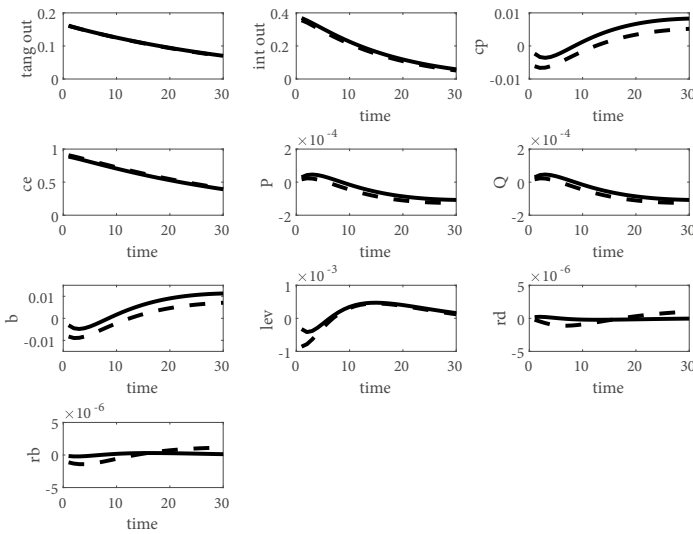 tang out
0.2
0.1
0
0 10 20 30
time
int out
0.4
0.2
0
0 10 20 30
time
cp
0.01
0
-0.01
0 10 20 30
time
ce
1
0.5
0
0 10 20 30
time
P
×10 -4
2
0
-2
0 10 20 30
time
Q
×10 -4
2
0
-2
0 10 20 30
time
b
0.01
0
-0.01
0 10 20 30
time
lev
×10 -3
1
0
-1
0 10 20 30
time
rd
×10 -6
5
0
-5
0 10 20 30
time
rb
×10 -6
5
0
-5
0 10 20 30
time